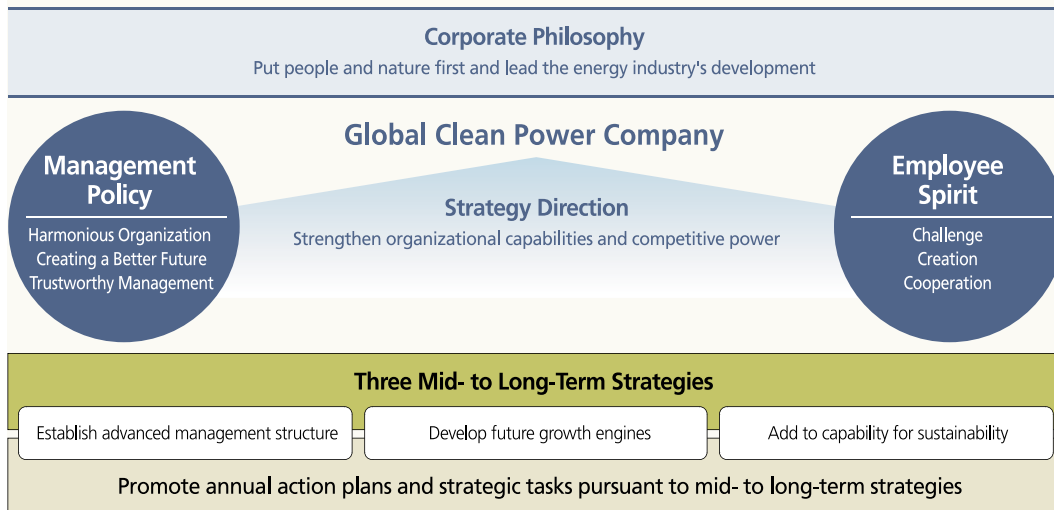 Corporate Philosophy
Put people and nature first and lead the energy industry's development
Global Clean Power Company
Management
Policy
Harmonious Organization
Creating a Better Future
Trustworthy Management
Strategy Direction
Strengthen organizational capabilities and competitive power
Employee
Spirit
Challenge
Creation
Cooperation
Three Mid- to Long-Term Strategies
Establish advanced management structure
Develop future growth engines
Add to capability for sustainability
Promote annual action plans and strategic tasks pursuant to mid- to long-term strategies